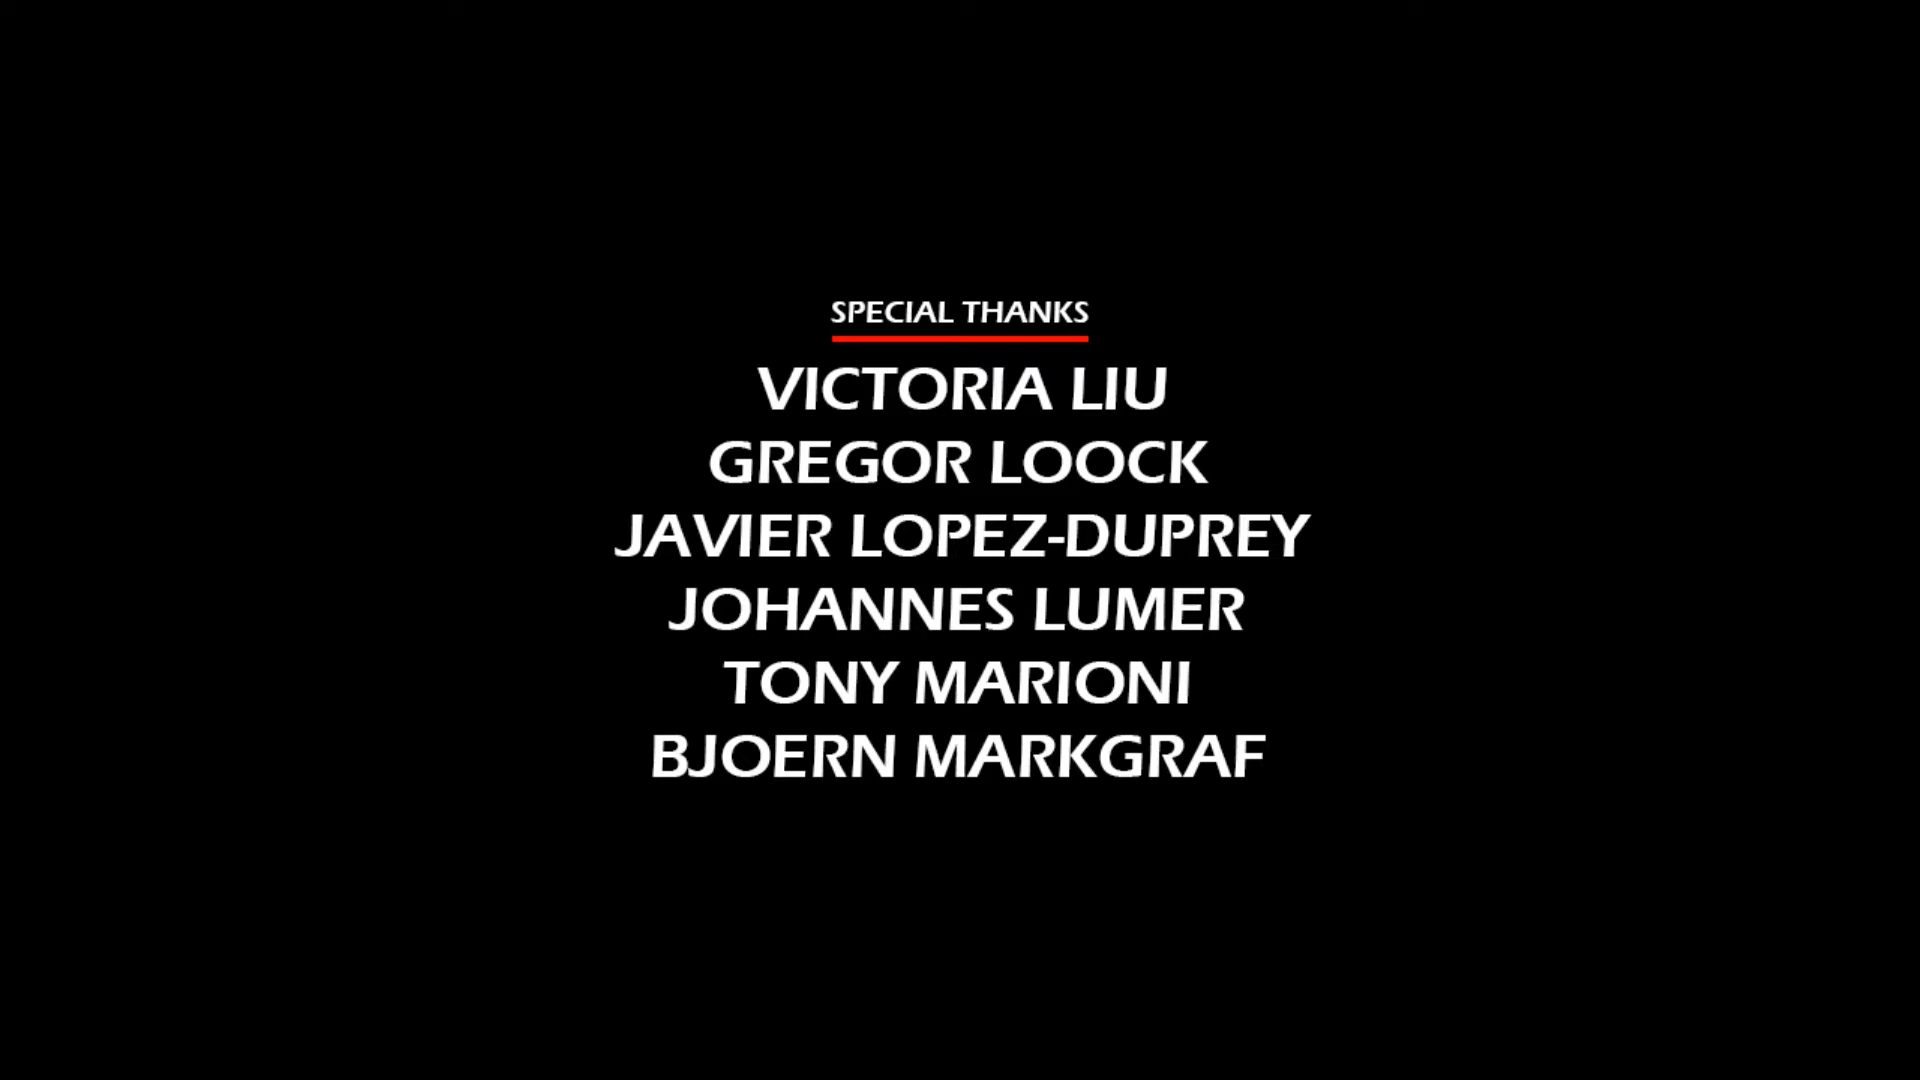 SPECIAL THANKS
VICTORIA LIU
GREGOR LOOCK
JAVIER LOPEZ-DUPREY
JOHANNES LUMER
TONY MARIONI
BJOERN MARKGRAF